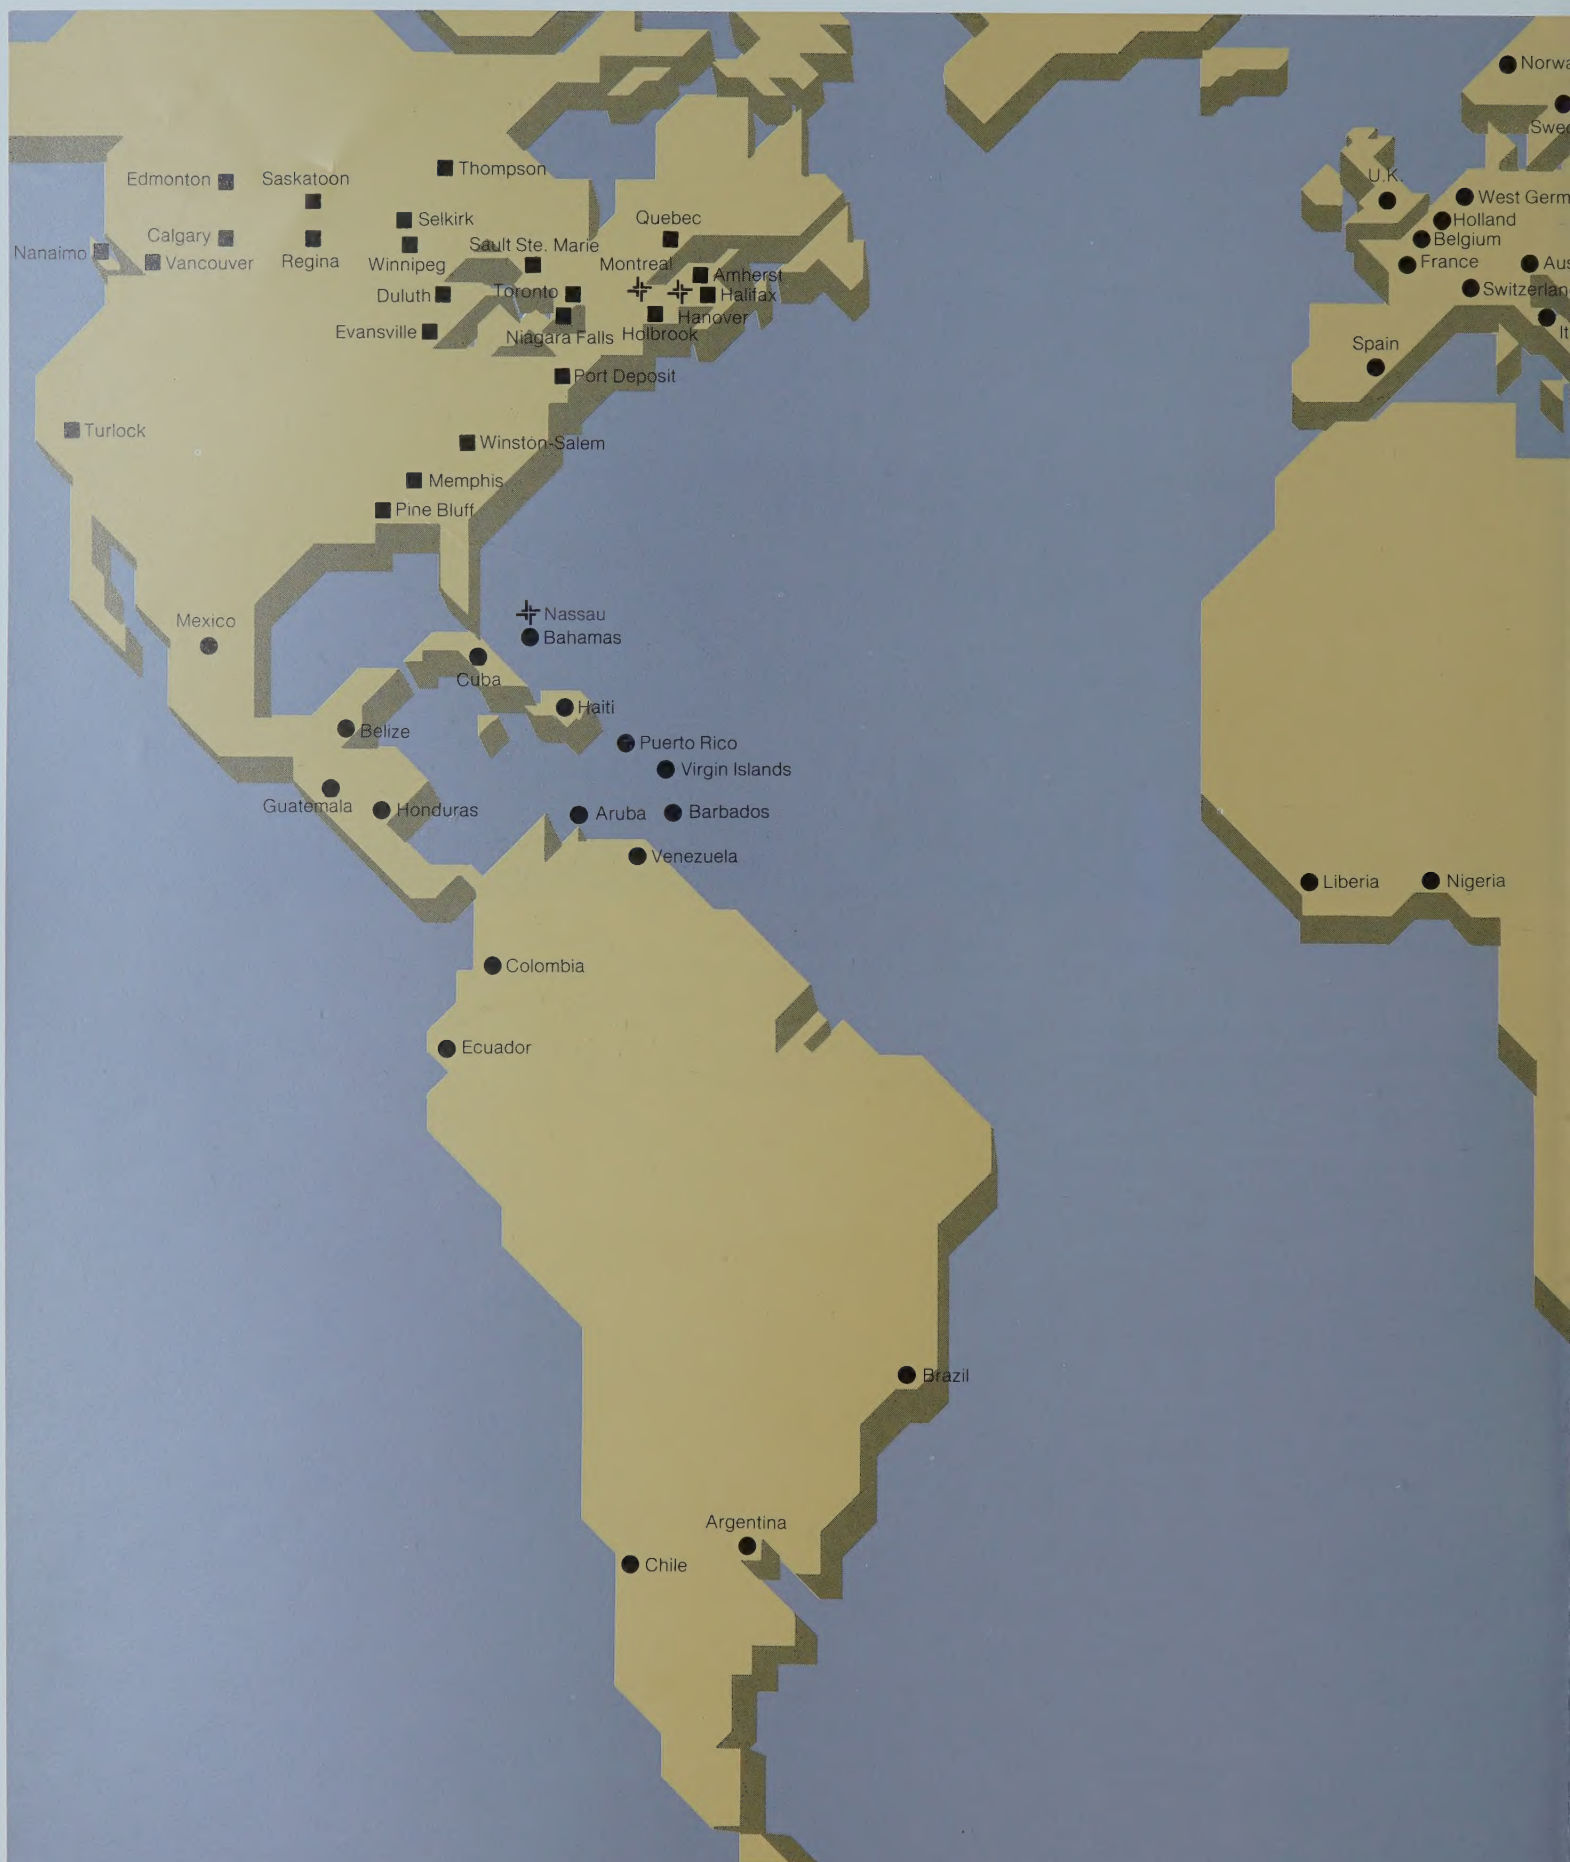 Norwa
Swed
Thompson
Edmonton
Saskatoon
U.K.
West Germ
Selkirk
Quebec
Holland
Calgary
Nanaimo
Vancouver
Regina
Winnipeg
Sault Ste. Marie
Montreal
Belgium
France
Aus
Amherst
Duluth
Toronto
Halifax
Switzerlan
Hanover
Evansville
Niagara Falls
Holbrook
It
Spain
Port Deposit
Turlock
Winston-Salem
Memphis
Pine Bluff
Mexico
Nassau
Bahamas
Cuba
Haiti
Belize
Puerto Rico
Virgin Islands
Guatemala
Honduras
Aruba
Barbados
Venezuela
Liberia
Nigeria
Colombia
Ecuador
Brazil
Argentina
Chile